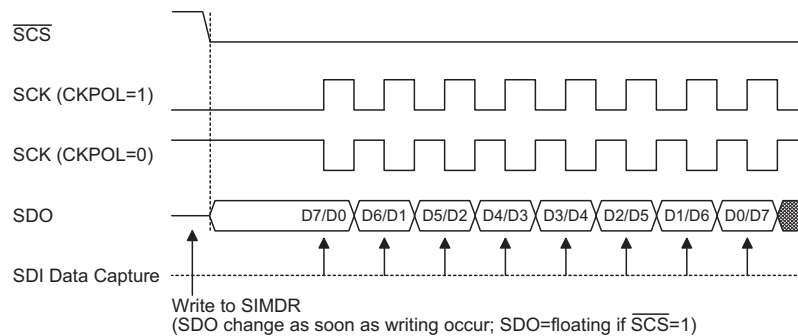 SCS
SCK (CKPOL=1)
SCK (CKPOL=0)
SDO
D7/D0 D6/D1 D5/D2 D4/D3 D3/D4 D2/D5 D1/D6 D0/D7
SDI Data Capture
Write to SIMDR
(SDO change as soon as writing occur; SDO=floating if SCS=1)